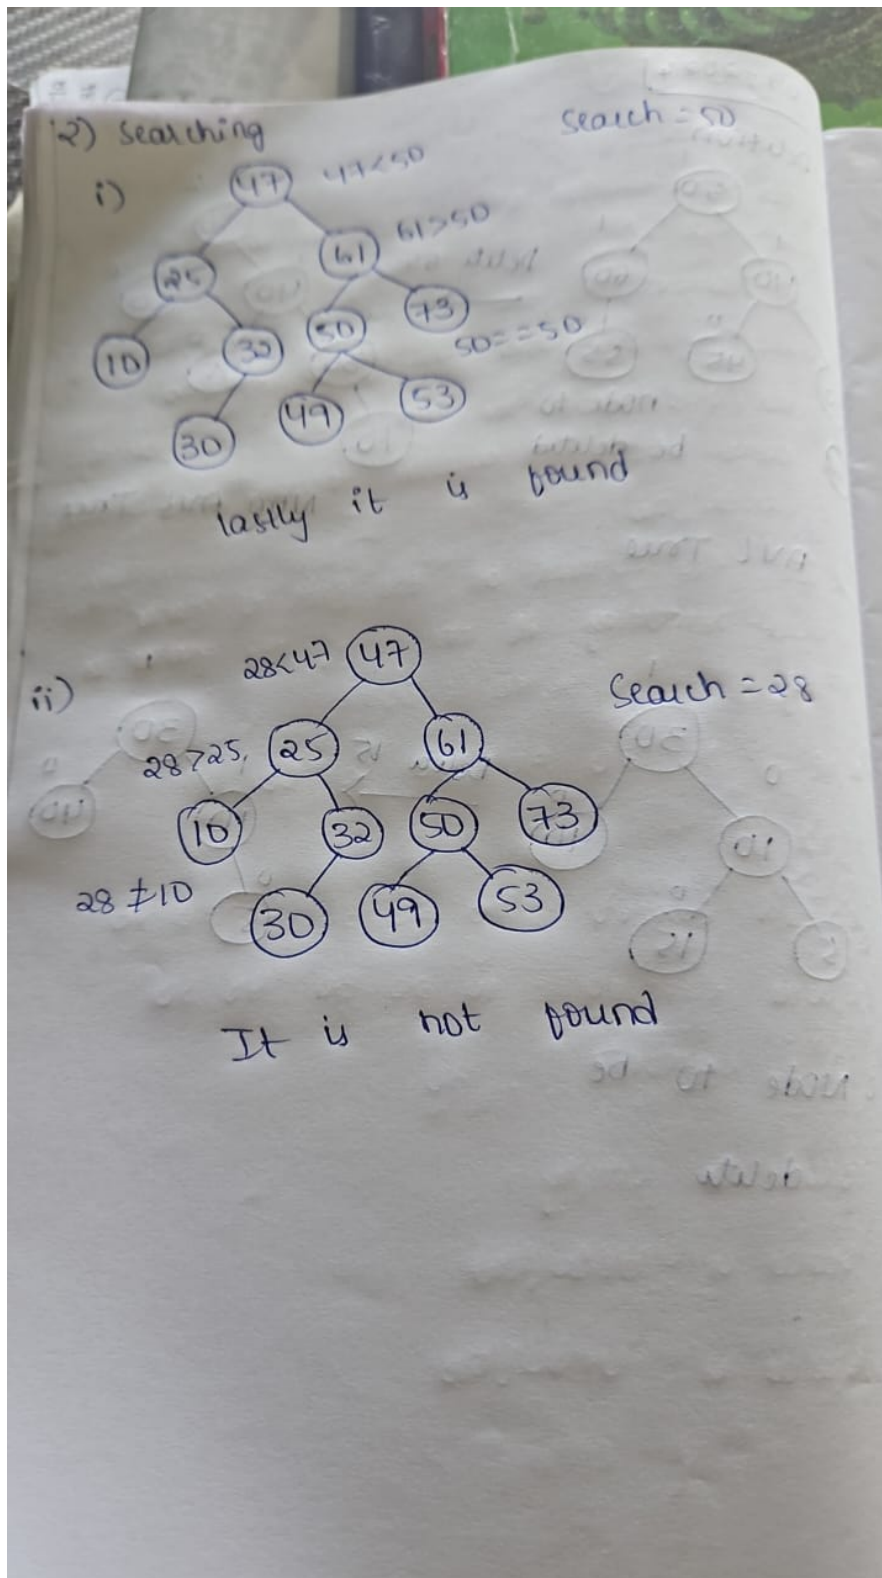 2) Searching Search = 50
i) 47 47<50
61 61>50
25
73
50 50==50
10 32
49 53
30
lastly it is found
28<47 47
ii) Search = 28
28>25 25 61
10 32 50 73
28 ≠ 10
30 49 53
It is not found